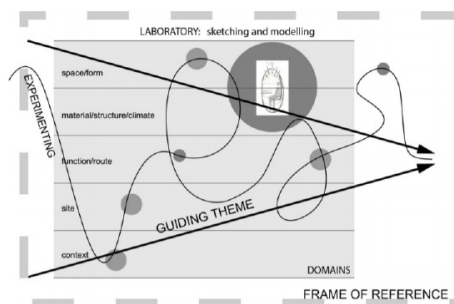 LABORATORY: sketching and modelling
space/form
EXPERIMENTING
material/structure/climate
function/route
site
GUIDING THEME
context
DOMAINS
FRAME OF REFERENCE